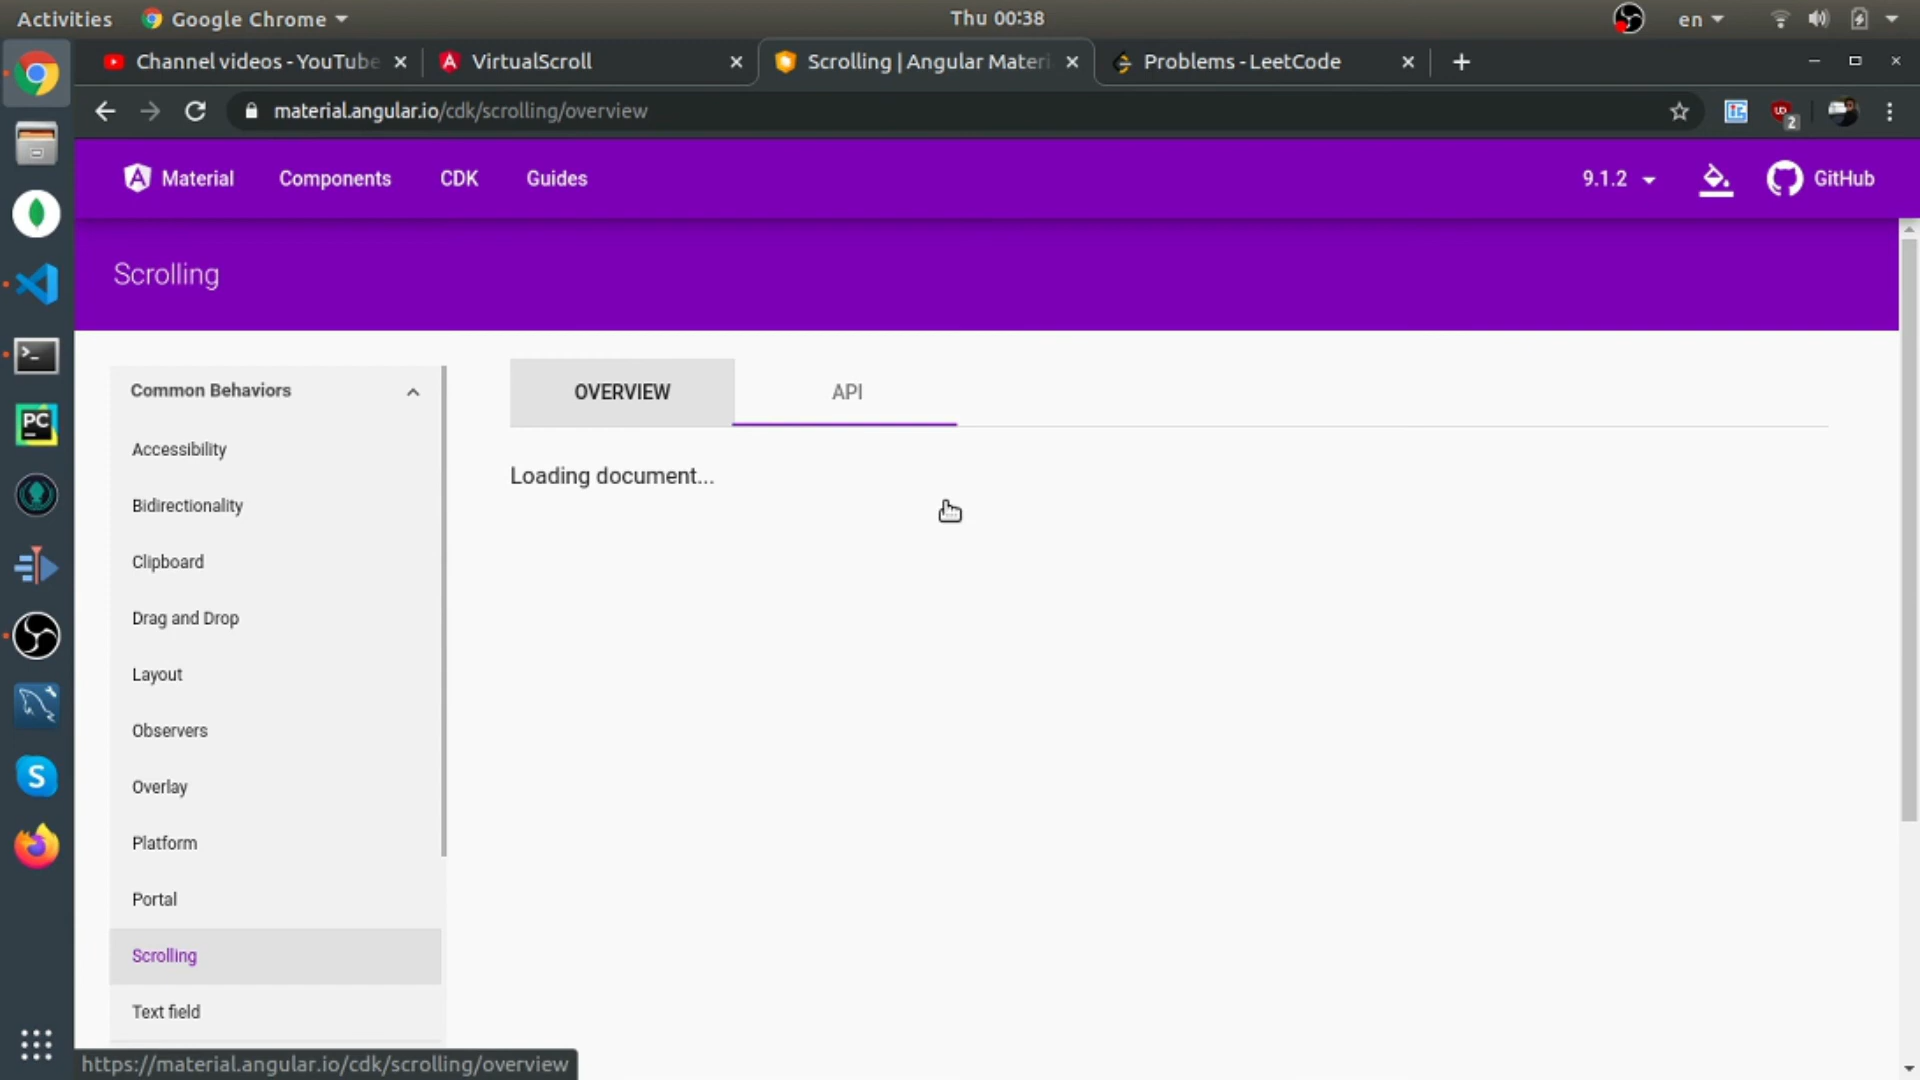 Activities
Google Chrome
Thu 00:38
en
Channel videos - YouTube
VirtualScroll
Scrolling | Angular Materi
Problems - LeetCode
material.angular.io/cdk/scrolling/overview
2
Material
Components
CDK
Guides
9.1.2
GitHub
Scrolling
Common Behaviors
OVERVIEW
API
Accessibility
Loading document...
Bidirectionality
Clipboard
Drag and Drop
Layout
Observers
Overlay
Platform
Portal
Scrolling
Text field
https://material.angular.io/cdk/scrolling/overview
PC
S